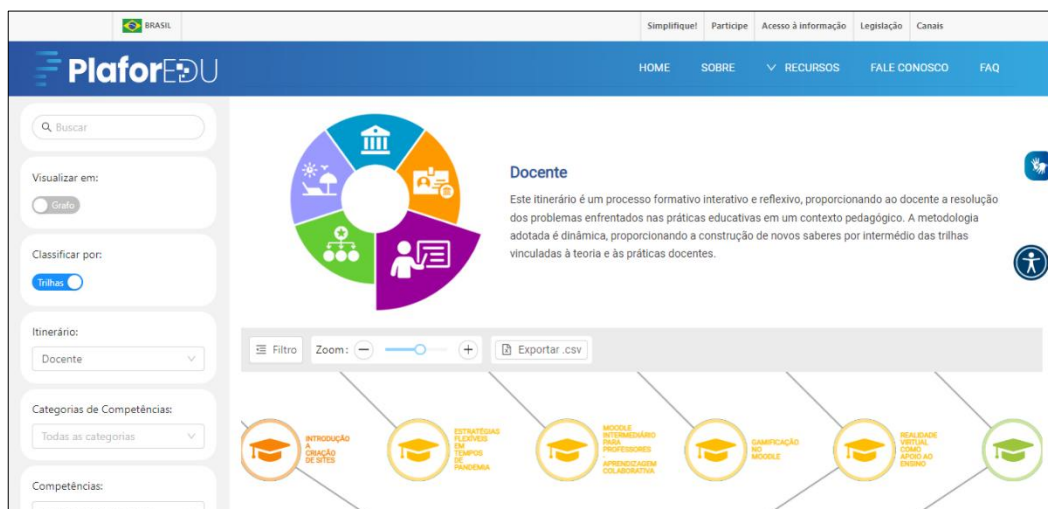 BRASIL
Simplifique!
Participe
Acesso à informação
Legislação
Canais
PlaforEDU
HOME
SOBRE
RECURSOS
FALE CONOSCO
FAQ
Buscar
Visualizar em:
Grafo
Classificar por:
Trilhas
Itinerário:
Docente
Categorias de Competências:
Todas as categorias
Competências:
Docente
Este itinerário é um processo formativo interativo e reflexivo, proporcionando ao docente a resolução
dos problemas enfrentados nas práticas educativas em um contexto pedagógico. A metodologia
adotada é dinâmica, proporcionando a construção de novos saberes por intermédio das trilhas
vinculadas à teoria e às práticas docentes.
Filtro
Zoom:
Exportar .csv
INTRODUÇÃO
A
CRIAÇÃO
DE SITES
ESTRATÉGIAS
FLEXÍVEIS
EM
TEMPOS
DE
PANDEMIA
MOODLE
INTERMEDIÁRIO
PARA
PROFESSORES
-
APRENDIZAGEM
COLABORATIVA
GAMIFICAÇÃO
NO
MOODLE
REALIDADE
VIRTUAL
COMO
APOIO AO
ENSINO